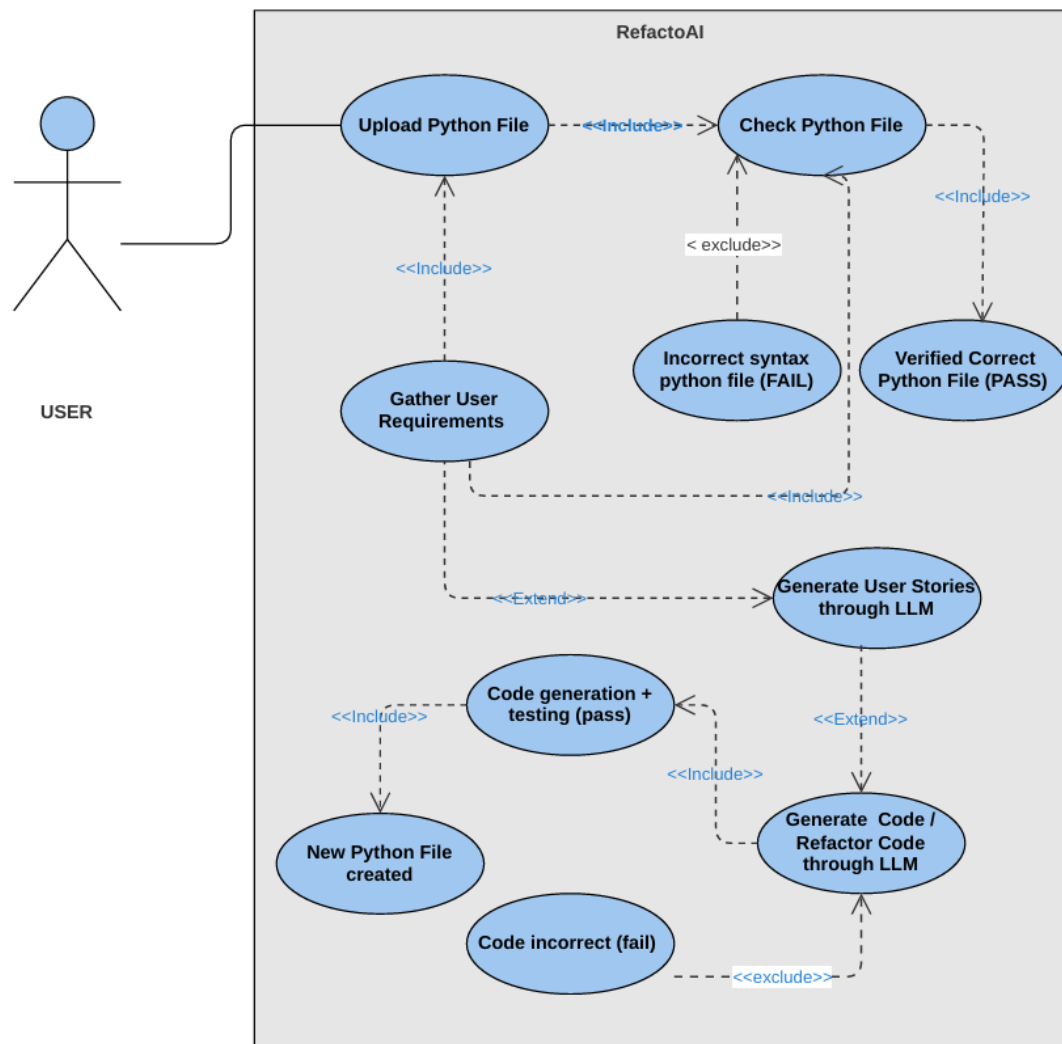 RefactoAI
Upload Python File
<<Include>>
Check Python File
<<Include>>
< exclude>>
<<Include>>
Incorrect syntax
python file (FAIL)
Verified Correct
Python File (PASS)
Gather User
Requirements
USER
<<Include>>
<<Extend>>
Generate User Stories
through LLM
Code generation +
testing (pass)
<<Include>>
<<Extend>>
<<Include>>
Generate  Code /
Refactor Code
through LLM
New Python File
created
Code incorrect (fail)
<<exclude>>